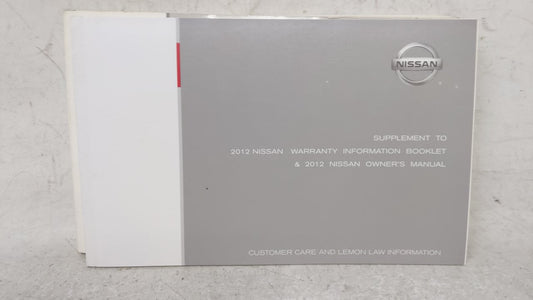 NISSAN
SUPPLEMENT TO
2012 NISSAN WARRANTY INFORMATION BOOKLET
& 2012 NISSAN OWNER'S MANUAL
CUSTOMER CARE AND LEMON LAW INFORMATION